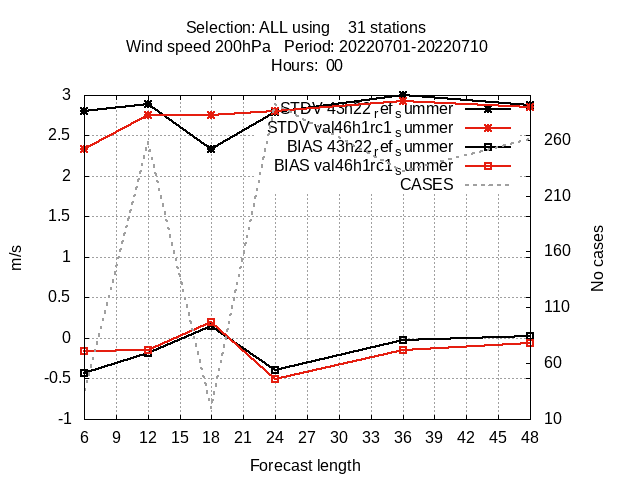 Selection: ALL using 31 stations
Wind speed 200hPa Period: 20220701-20220710
Hours: 00
3
2.5
2
1.5
1
0.5
0
-0.5
-1
m/s
STDV 43h22_ref_summer
STDV val46h1rc1_summer
BIAS 43h22_ref_summer
BIAS val46h1rc1_summer
CASES
260
210
160
110
60
10
No cases
6 9 12 15 18 21 24 27 30 33 36 39 42 45 48
Forecast length